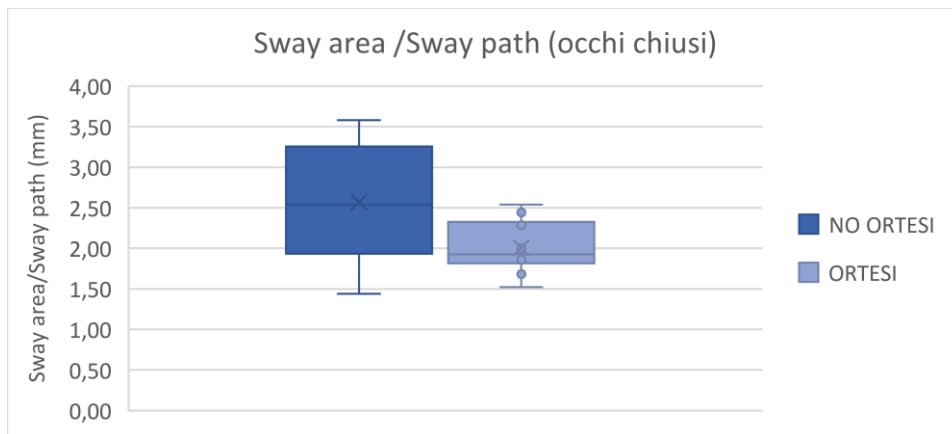 Sway area /Sway path (occhi chiusi)
Sway area/Sway path (mm)
4,00
3,50
3,00
2,50
2,00
1,50
1,00
0,50
0,00
NO ORTESI
ORTESI